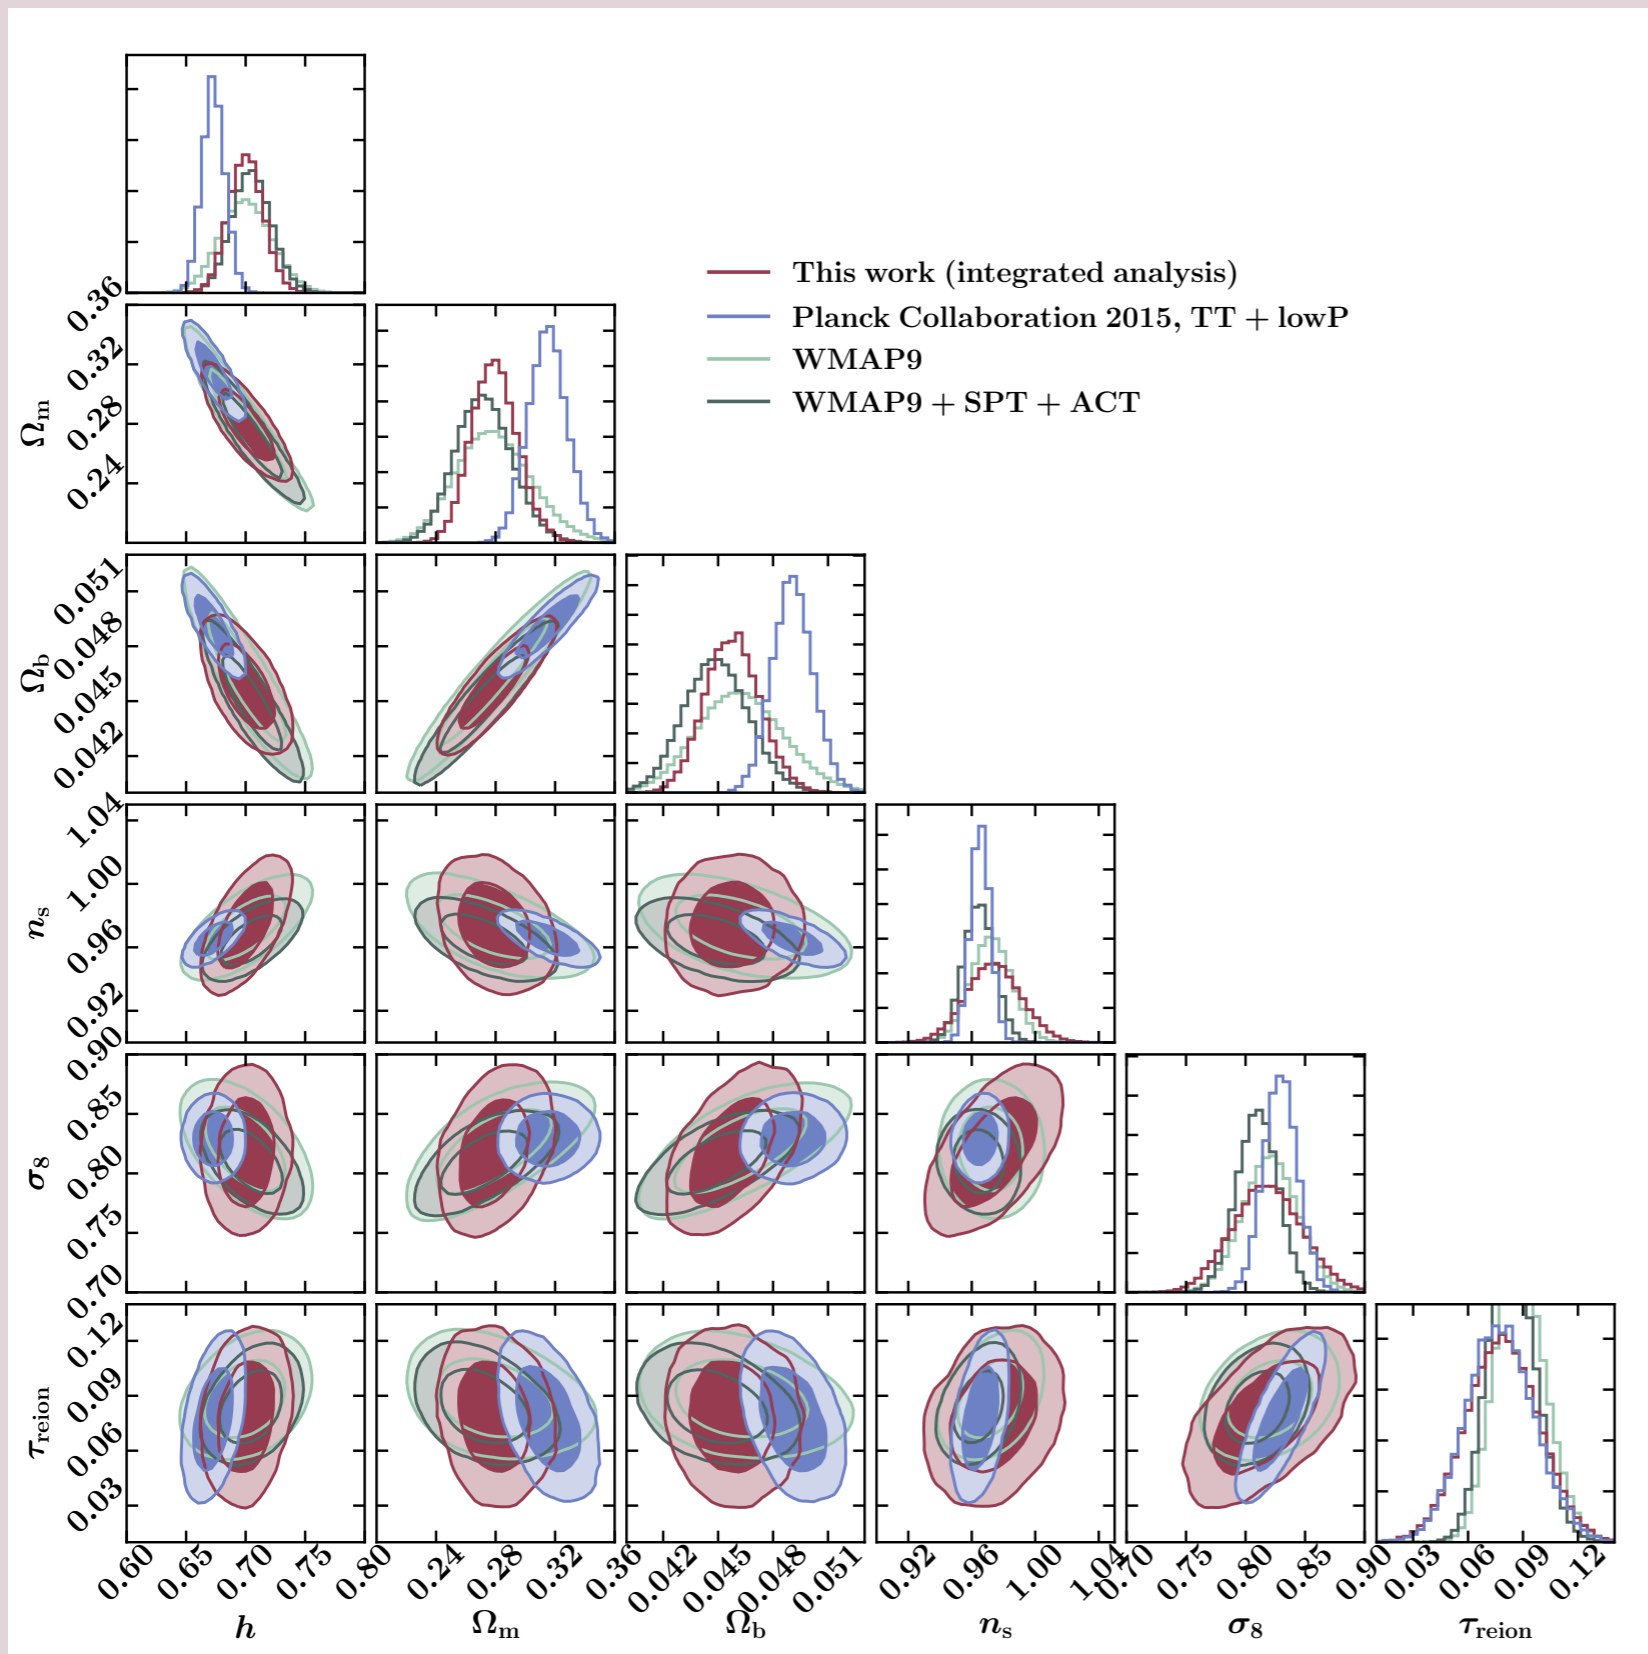 This work (integrated analysis)
Planck Collaboration 2015, TT + lowP
WMAP9
WMAP9 + SPT + ACT
Ωm
0.36
0.32
0.28
0.24
Ωb
0.051
0.048
0.045
0.042
ns
1.04
1.00
0.96
0.92
σ8
0.90
0.85
0.80
0.75
0.70
τreion
0.12
0.09
0.06
0.03
0.60 0.65 0.70 0.75 0.80 0.24 0.28 0.32 0.36 0.042 0.045 0.048 0.051 0.92 0.96 1.00 1.04 0.70 0.75 0.80 0.85 0.90 0.03 0.06 0.09 0.12
h Ωm Ωb ns σ8 τreion